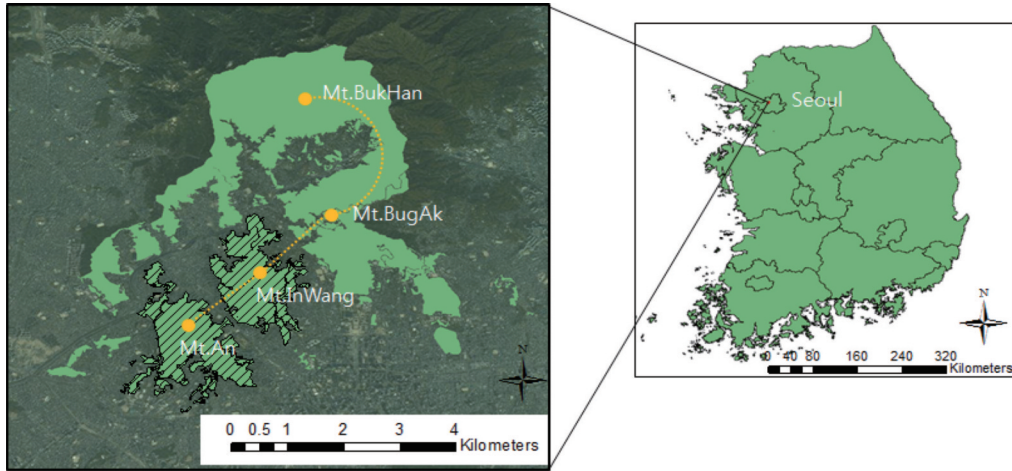 Mt.BukHan
Mt.BugAk
Mt.InWang
Mt.An
N
0 0.5 1 2 3 4
Kilometers
Seoul
N
0 40 80 160 240 320
Kilometers